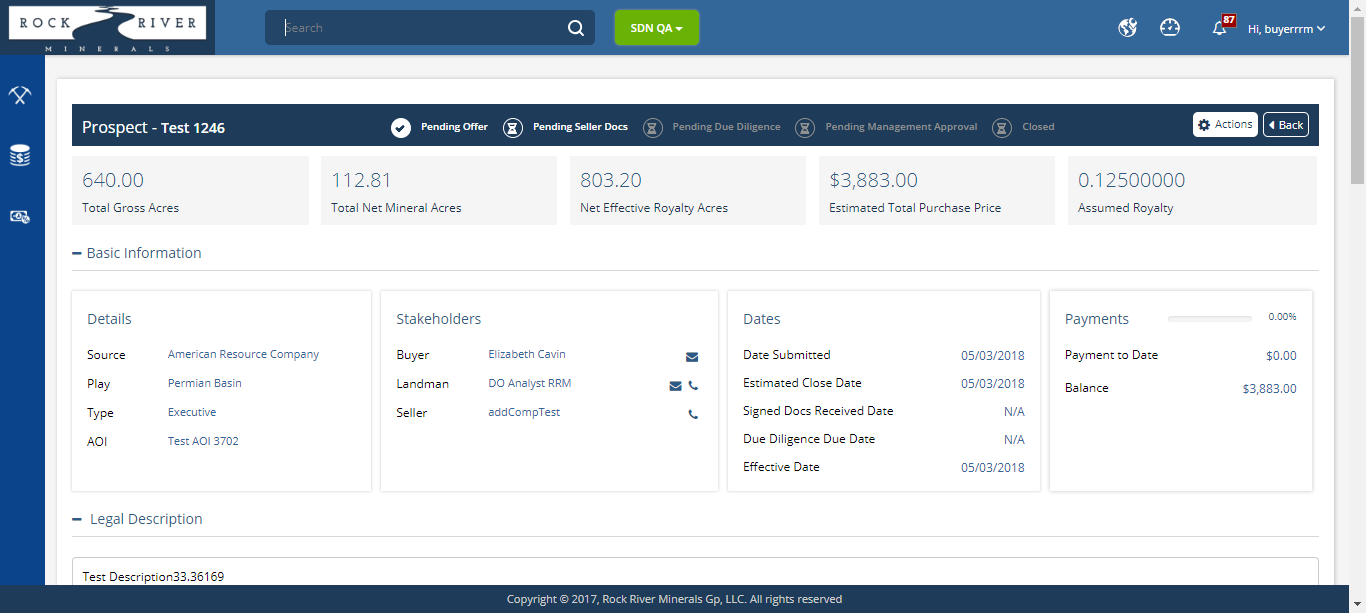 ROCK RIVER
MINERALS
Search
SDN QA
87
Hi, buyerrrm
Prospect - Test 1246
Pending Offer
Pending Seller Docs
Pending Due Diligence
Pending Management Approval
Closed
Actions
Back
640.00
Total Gross Acres
112.81
Total Net Mineral Acres
803.20
Net Effective Royalty Acres
$3,883.00
Estimated Total Purchase Price
0.12500000
Assumed Royalty
Basic Information
Details
Source American Resource Company
Play Permian Basin
Type Executive
AOI Test AOI 3702
Stakeholders
Buyer Elizabeth Cavin
Landman DO Analyst RRM
Seller addCompTest
Dates
Date Submitted 05/03/2018
Estimated Close Date 05/03/2018
Signed Docs Received Date N/A
Due Diligence Due Date N/A
Effective Date 05/03/2018
Payments 0.00%
Payment to Date $0.00
Balance $3,883.00
Legal Description
Test Description33.36169
Copyright © 2017, Rock River Minerals Gp, LLC. All rights reserved